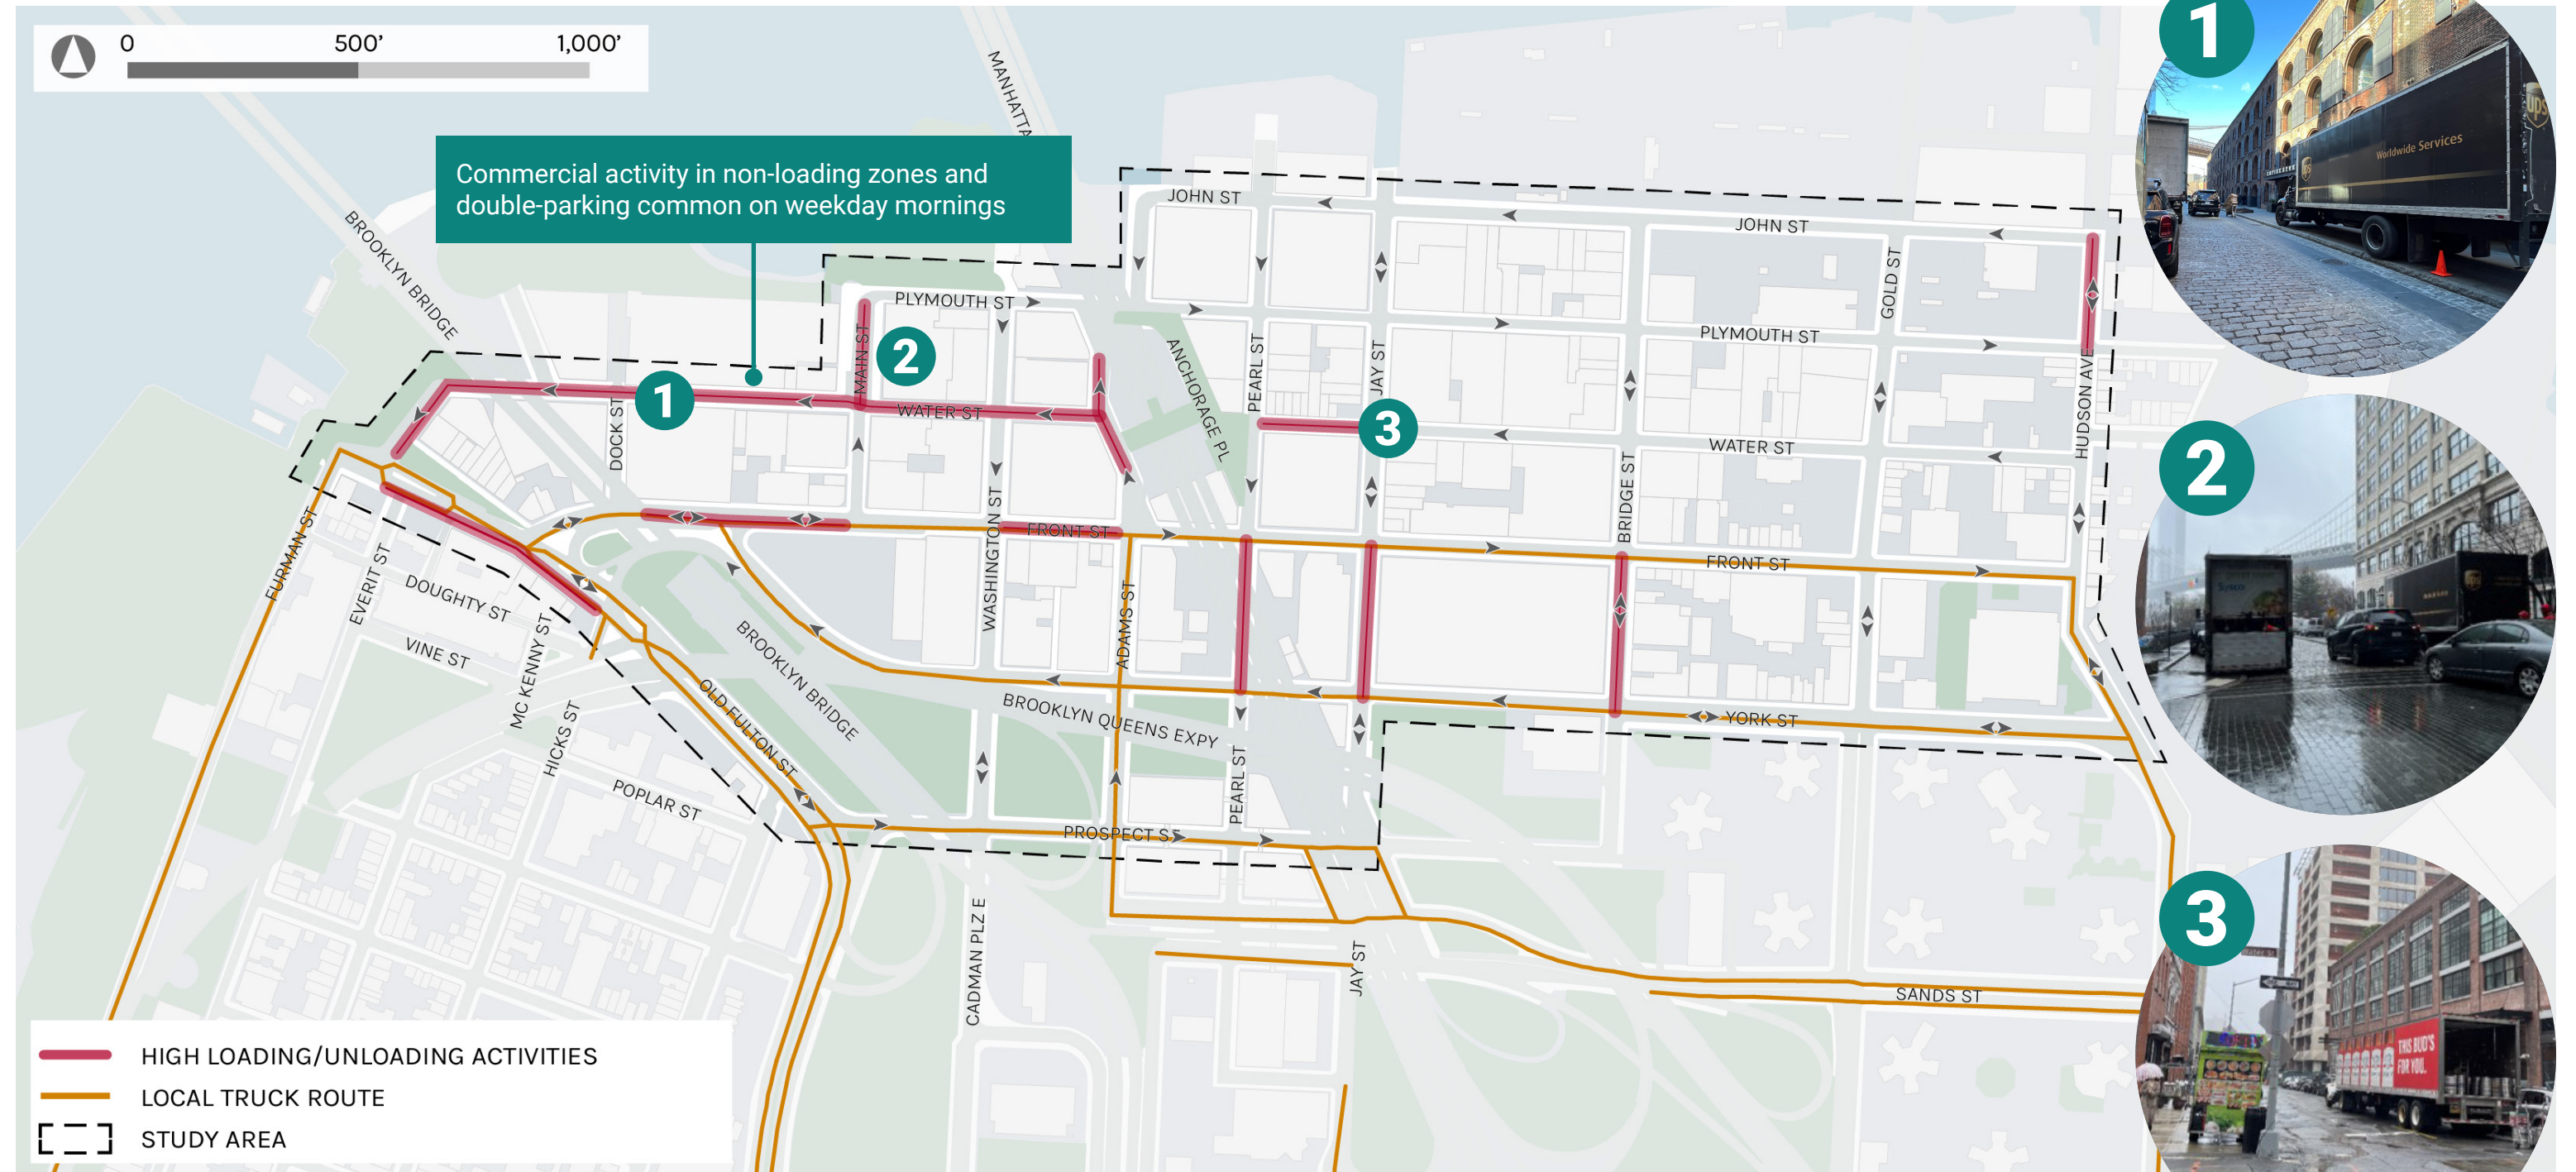 0 500’ 1,000’
MANHATTA
Commercial activity in non-loading zones and
double-parking common on weekday mornings
BROOKLYN BRIDGE
JOHN ST
JOHN ST
GOLD ST
PLYMOUTH ST
PLYMOUTH ST
MAIN ST
2
ANCHORAGE PL
PEARL ST
JAY ST
HUDSON AVE
1
WATER ST
3
WATER ST
DOCK ST
BRIDGE ST
WASHINGTON ST
FRONT ST
FRONT ST
FURMAN ST
EVERIT ST
DOUGHTY ST
VINE ST
MC KENNY ST
HICKS ST
ADAMS ST
BROOKLYN BRIDGE
OLD FULTON ST
BROOKLYN QUEENS EXPY
YORK ST
POPLAR ST
PEARL ST
PROSPECT ST
CADMAN PLZ E
JAY ST
SANDS ST
HIGH LOADING/UNLOADING ACTIVITIES
LOCAL TRUCK ROUTE
STUDY AREA
1
ups
Worldwide Services
2
Sysco
ups
3
THIS BUD'S
FOR YOU.